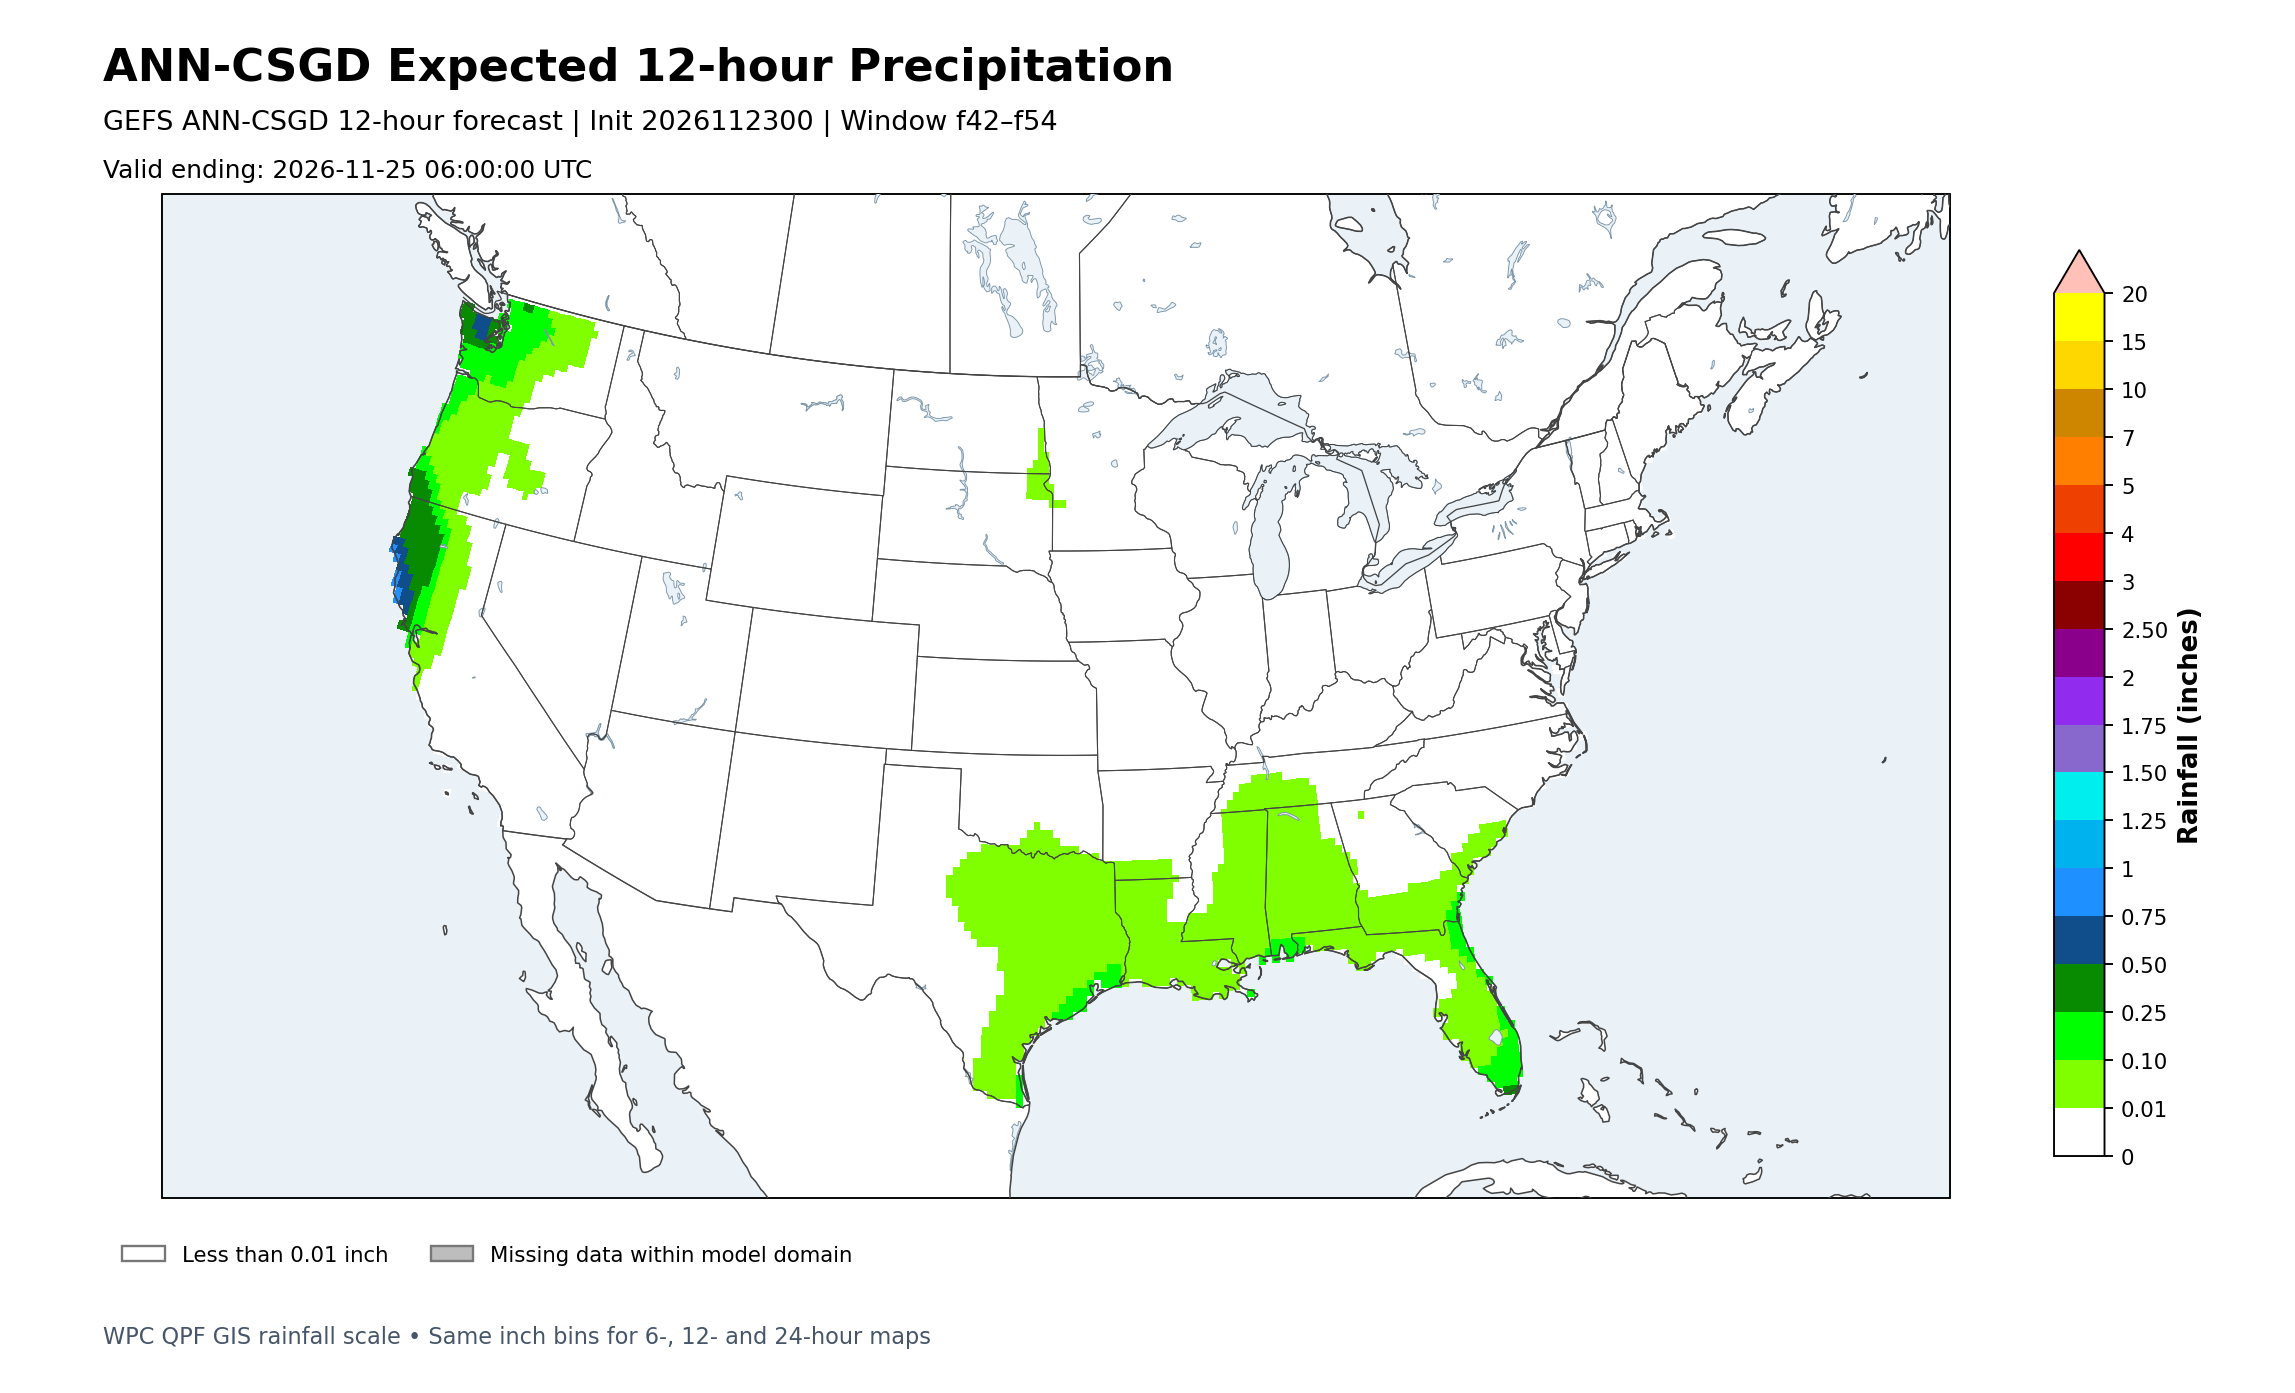 ANN-CSGD Expected 12-hour Precipitation
GEFS ANN-CSGD 12-hour forecast | Init 2026112300 | Window f42–f54
Valid ending: 2026-11-25 06:00:00 UTC
20
15
10
7
5
4
3
2.50
2
1.75
1.50
1.25
1
0.75
0.50
0.25
0.10
0.01
0
Rainfall (inches)
Less than 0.01 inch
Missing data within model domain
WPC QPF GIS rainfall scale • Same inch bins for 6-, 12- and 24-hour maps